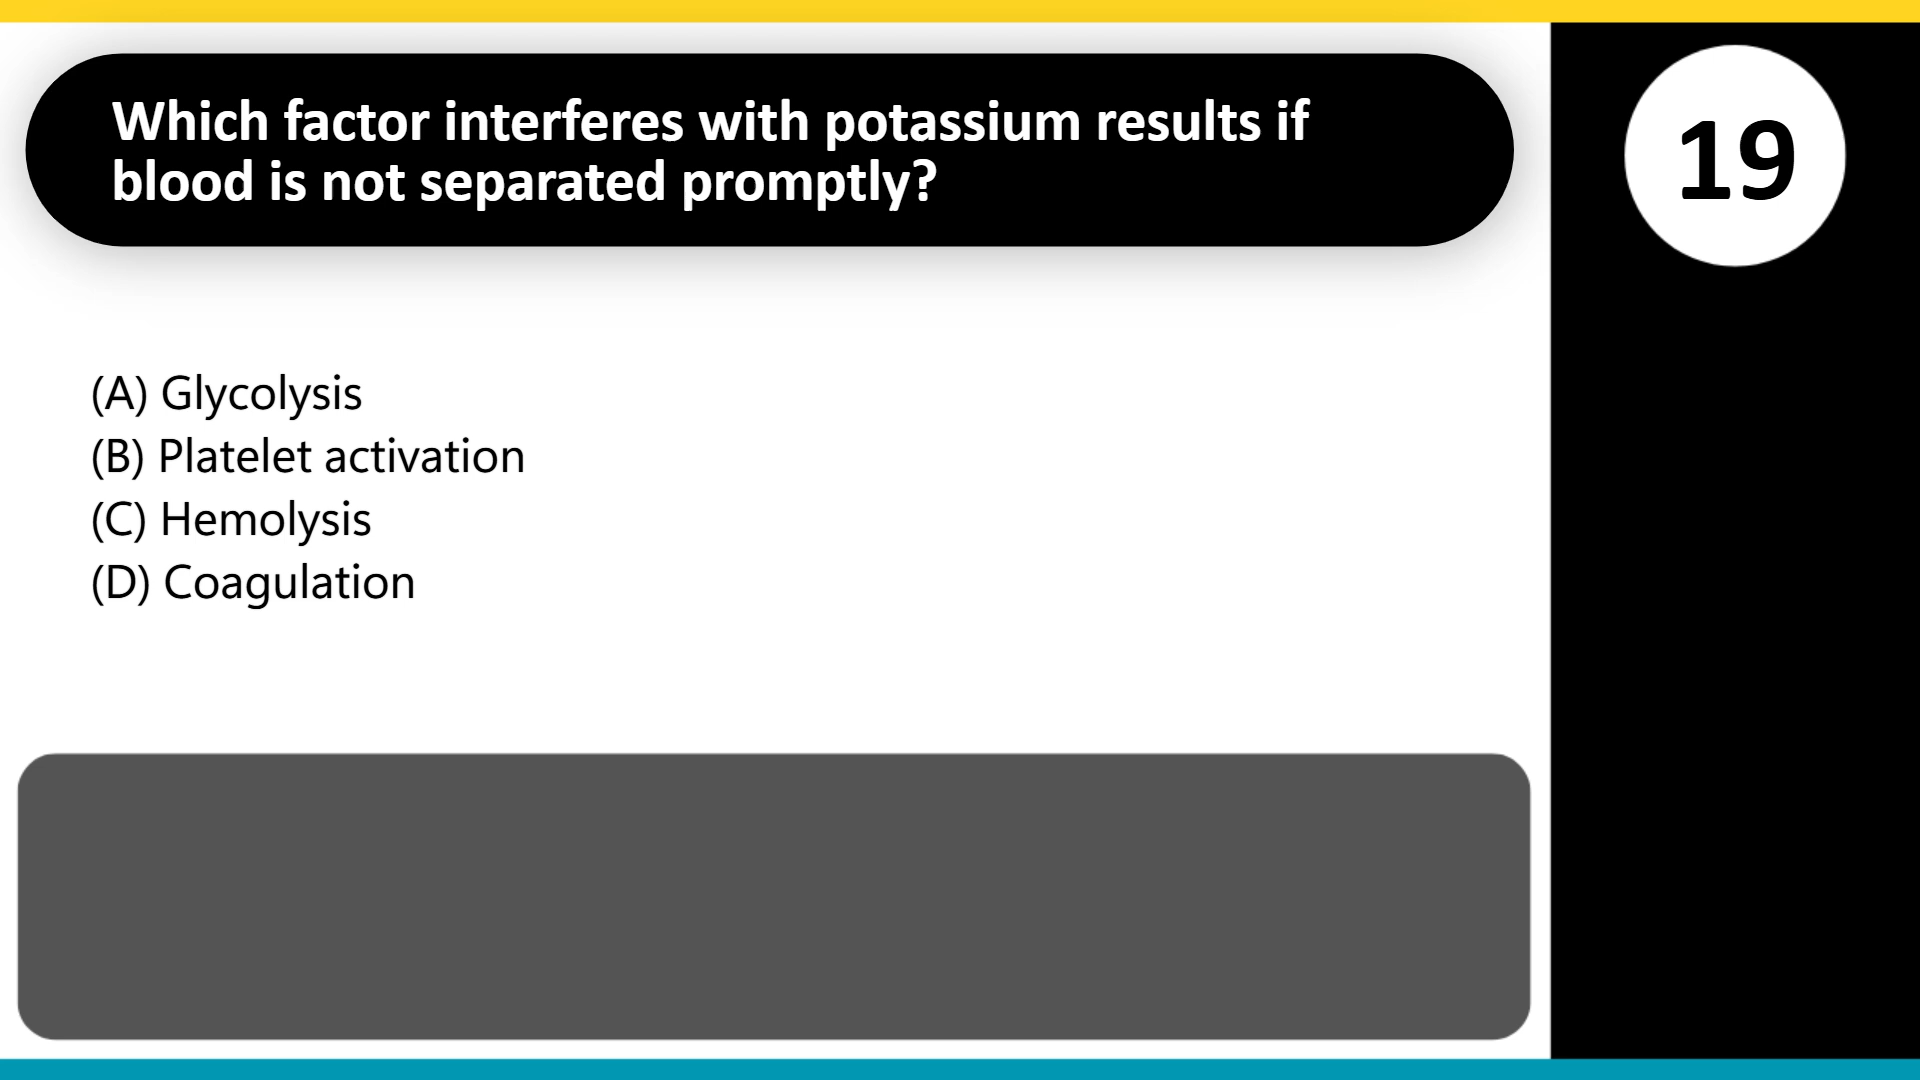 Which factor interferes with potassium results if
blood is not separated promptly?
19
(A) Glycolysis
(B) Platelet activation
(C) Hemolysis
(D) Coagulation